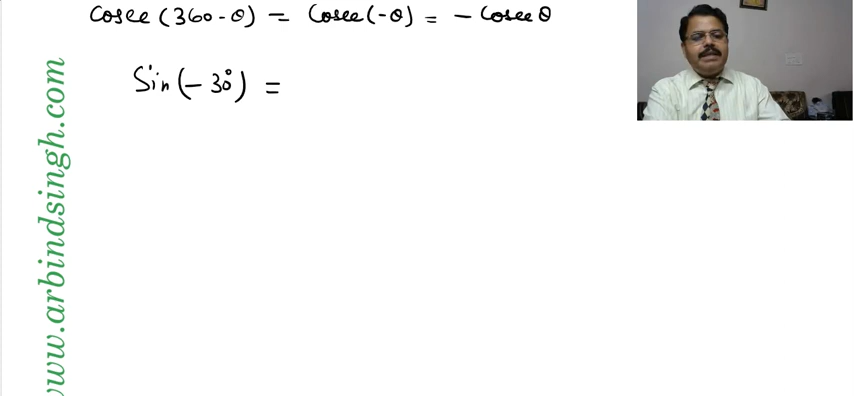 Cosec (360 - θ) = Cosec (-θ) = - Cosec θ
Sin (- 30°) =
www.arbindsingh.com